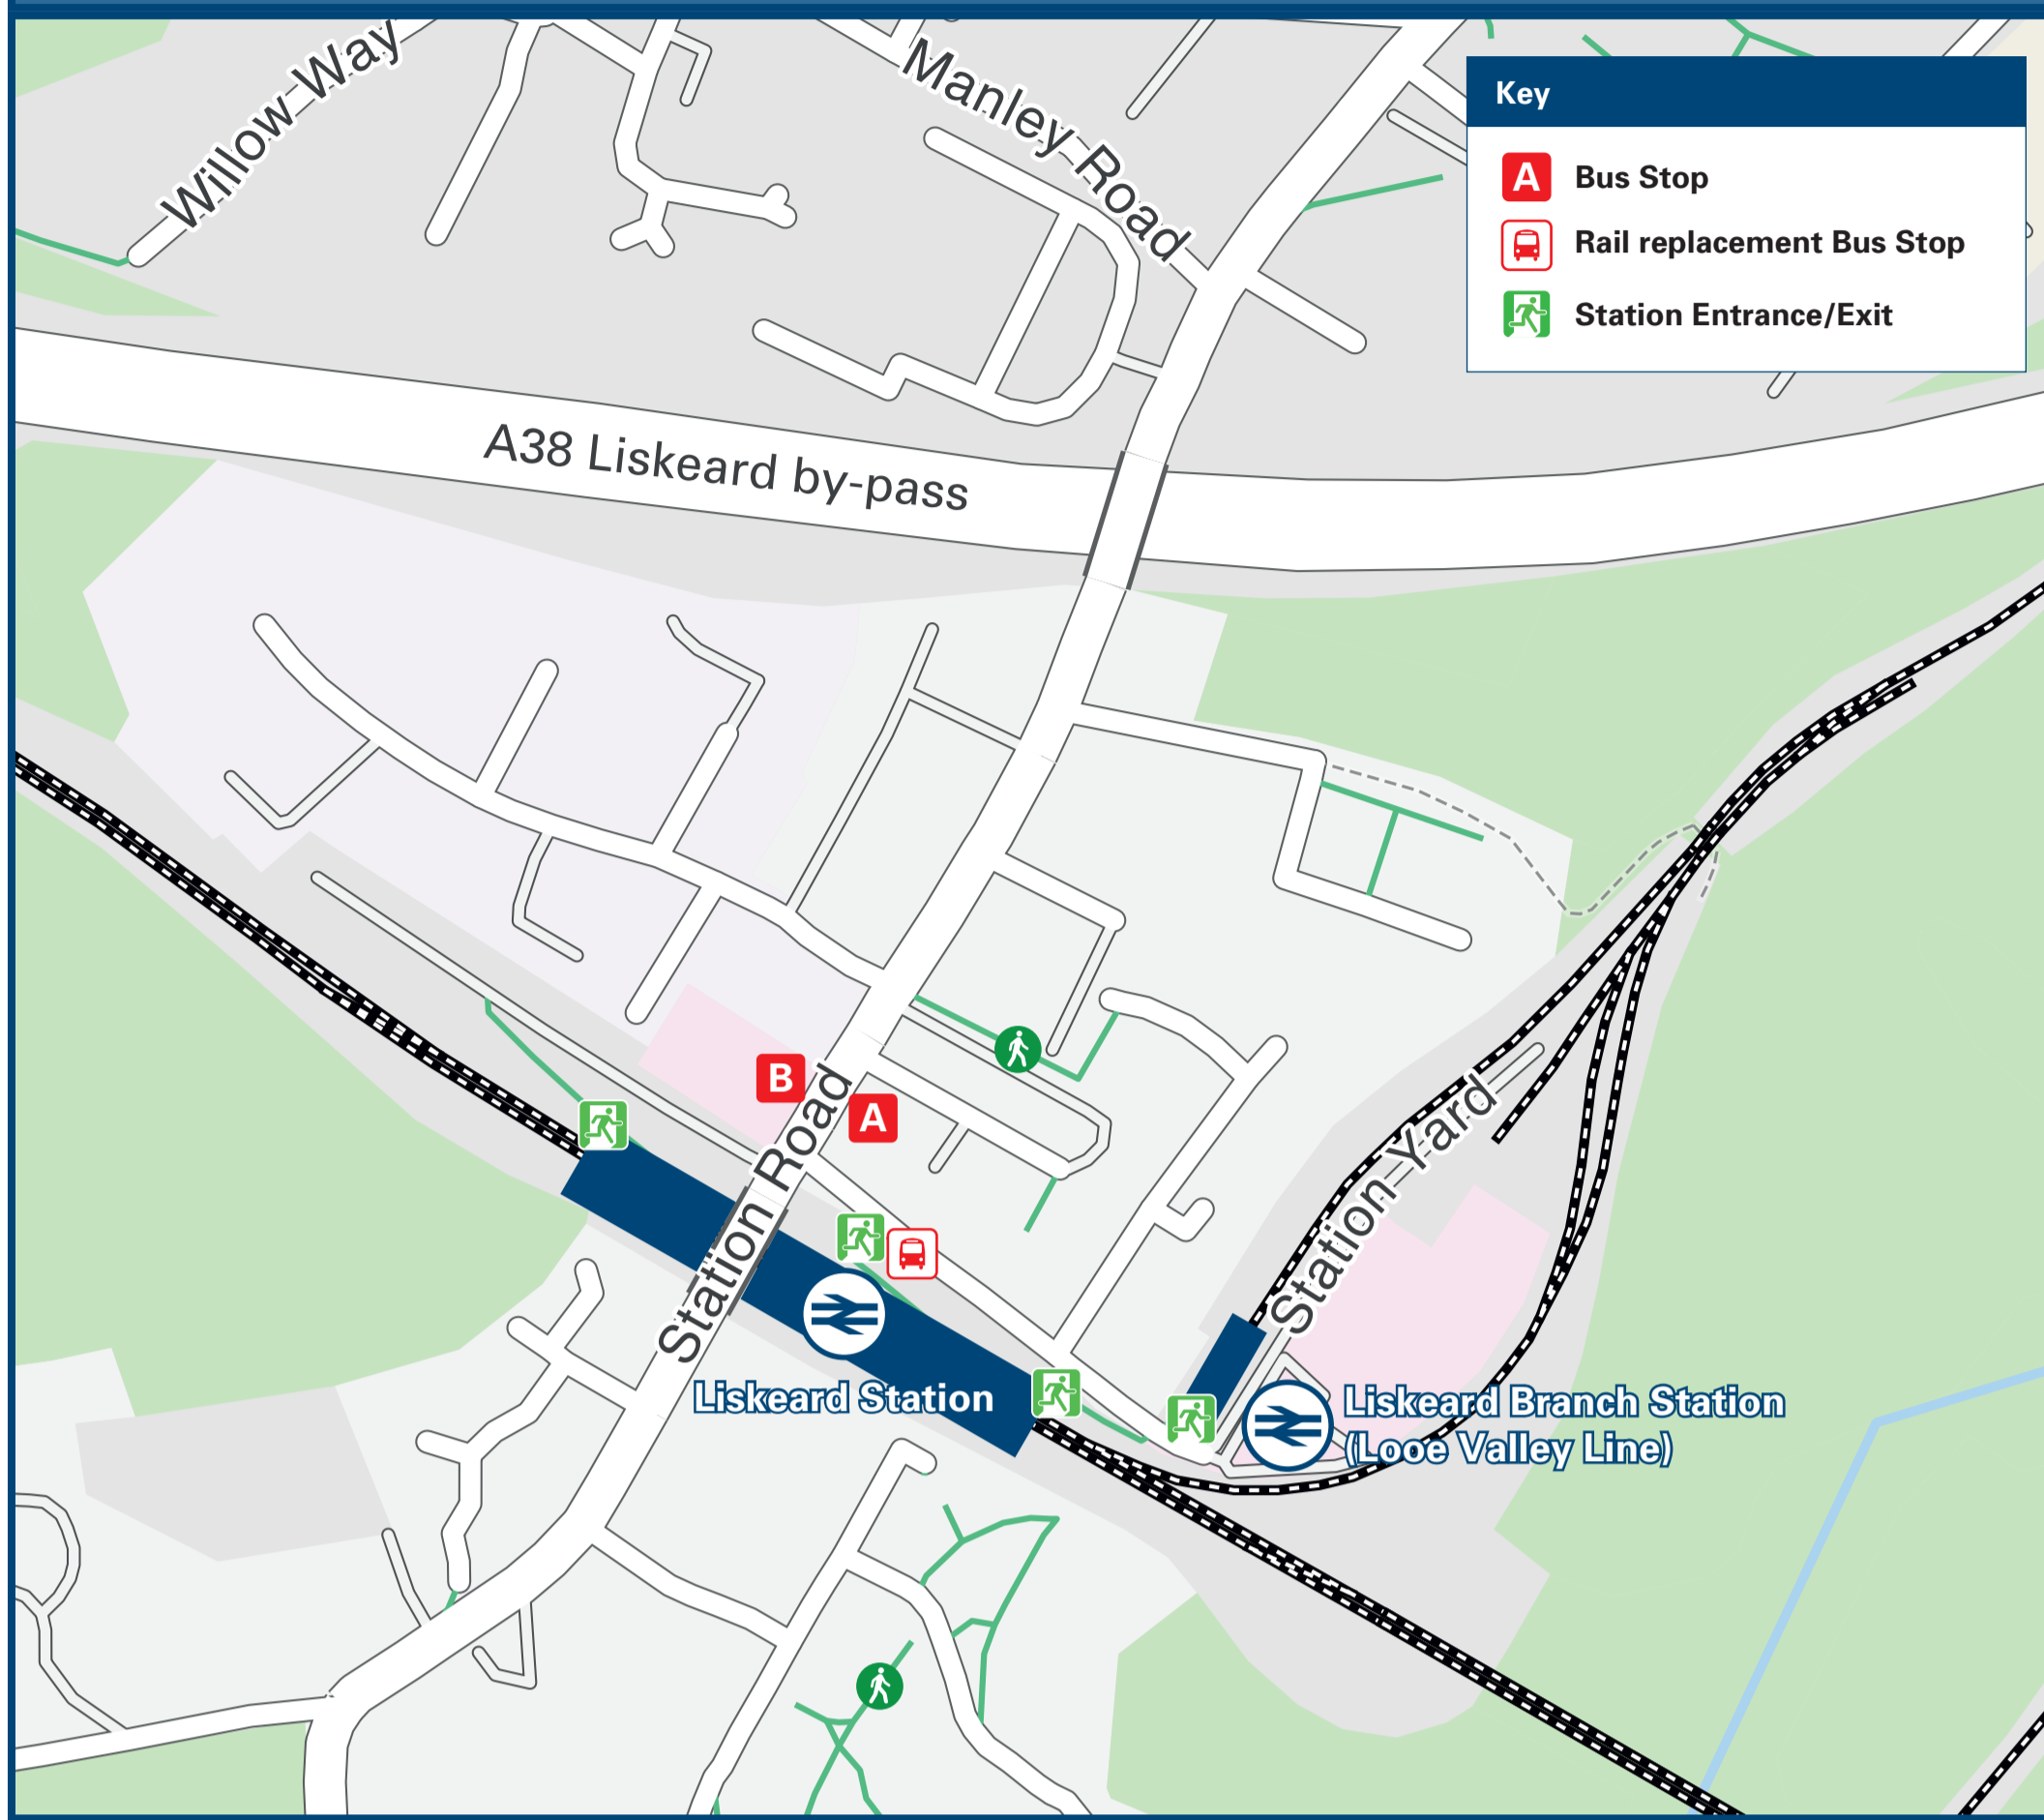 Willow Way
Manley Road
Key
A Bus Stop
Rail replacement Bus Stop
Station Entrance/Exit
A38 Liskeard by-pass
B
A
Station Road
Station Yard
Liskeard Station
Liskeard Branch Station
(Looe Valley Line)